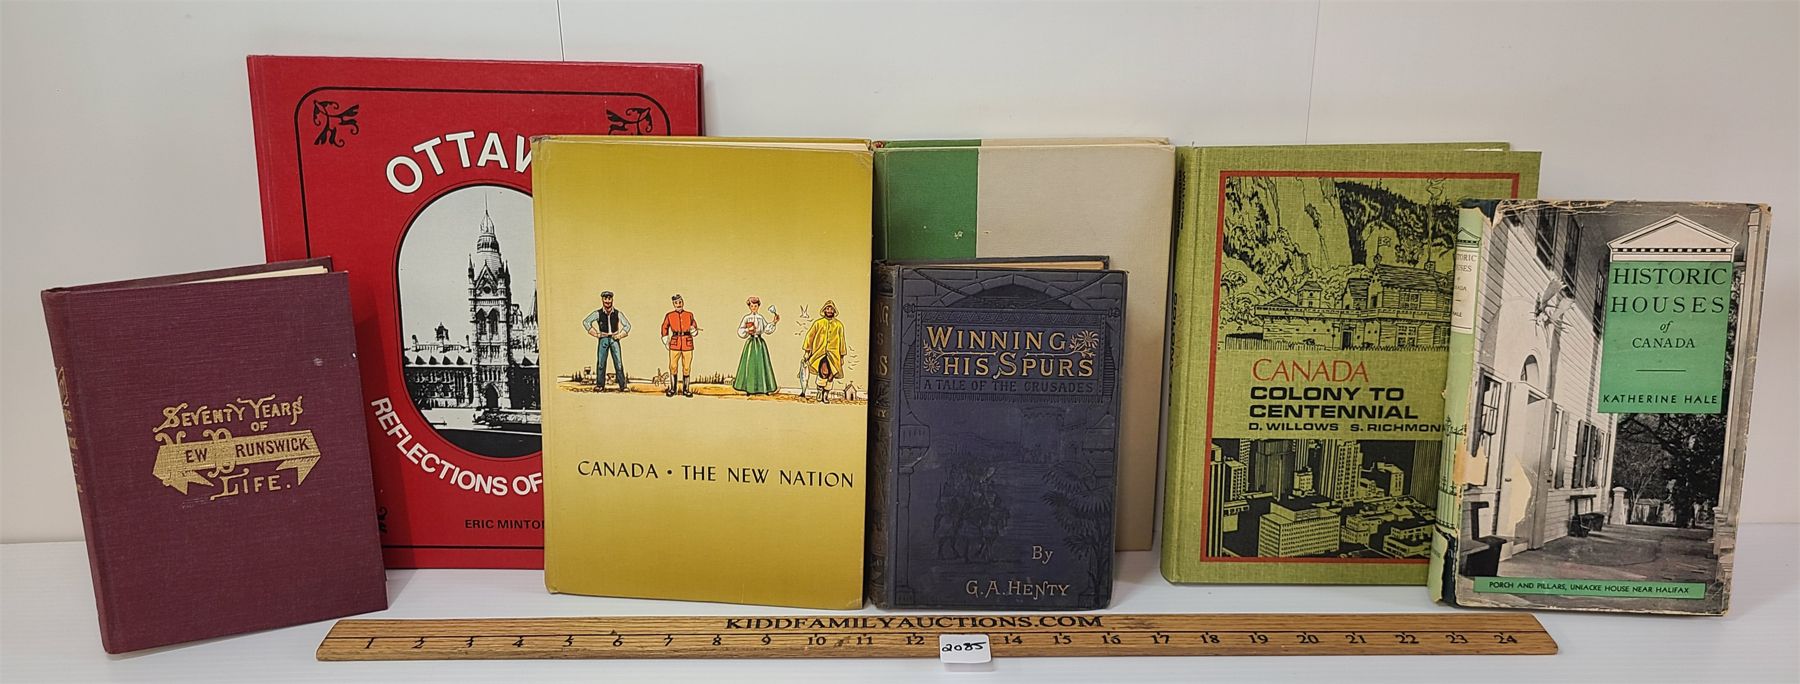 SEVENTY YEARS
OF
NEW BRUNSWICK
LIFE.
OTTAW
REFLECTIONS OF
ERIC MINTON
CANADA • THE NEW NATION
WINNING
HIS SPURS
A TALE OF THE CRUSADES
By
G. A. HENTY
CANADA
COLONY TO
CENTENNIAL
D. WILLOWS S. RICHMON
HISTORIC
HOUSES
of
CANADA
KATHERINE HALE
PORCH AND PILLARS, UNIACKE HOUSE NEAR HALIFAX
KIDDFAMILYAUCTIONS.COM
1 2 3 4 5 6 7 8 9 10 11 12 14 15 16 17 18 19 20 21 22 23 24
2085